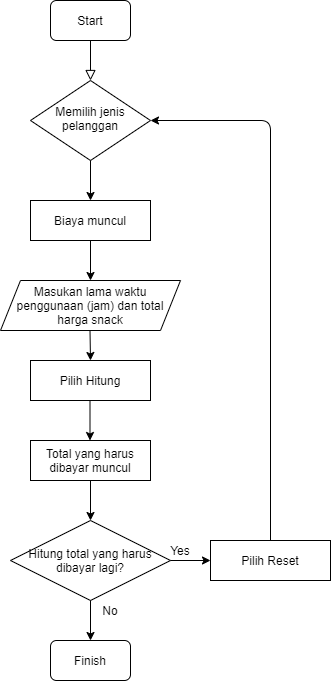 Start
Memilih jenis
pelanggan
Biaya muncul
Masukan lama waktu
penggunaan (jam) dan total
harga snack
Pilih Hitung
Total yang harus
dibayar muncul
Hitung total yang harus
dibayar lagi?
Yes
Pilih Reset
No
Finish